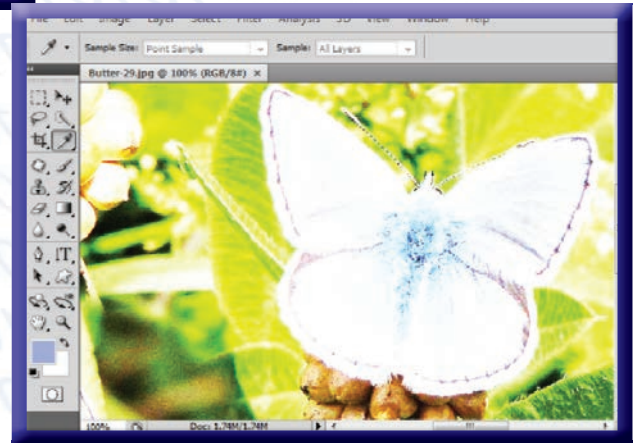 File Edit Image Layer Select Filter Analysis 3D View Window Help
Sample Size: Point Sample Sample: All Layers
Butter-29.jpg @ 100% (RGB/8#) ×
100% Doc: 1.74M/1.74M